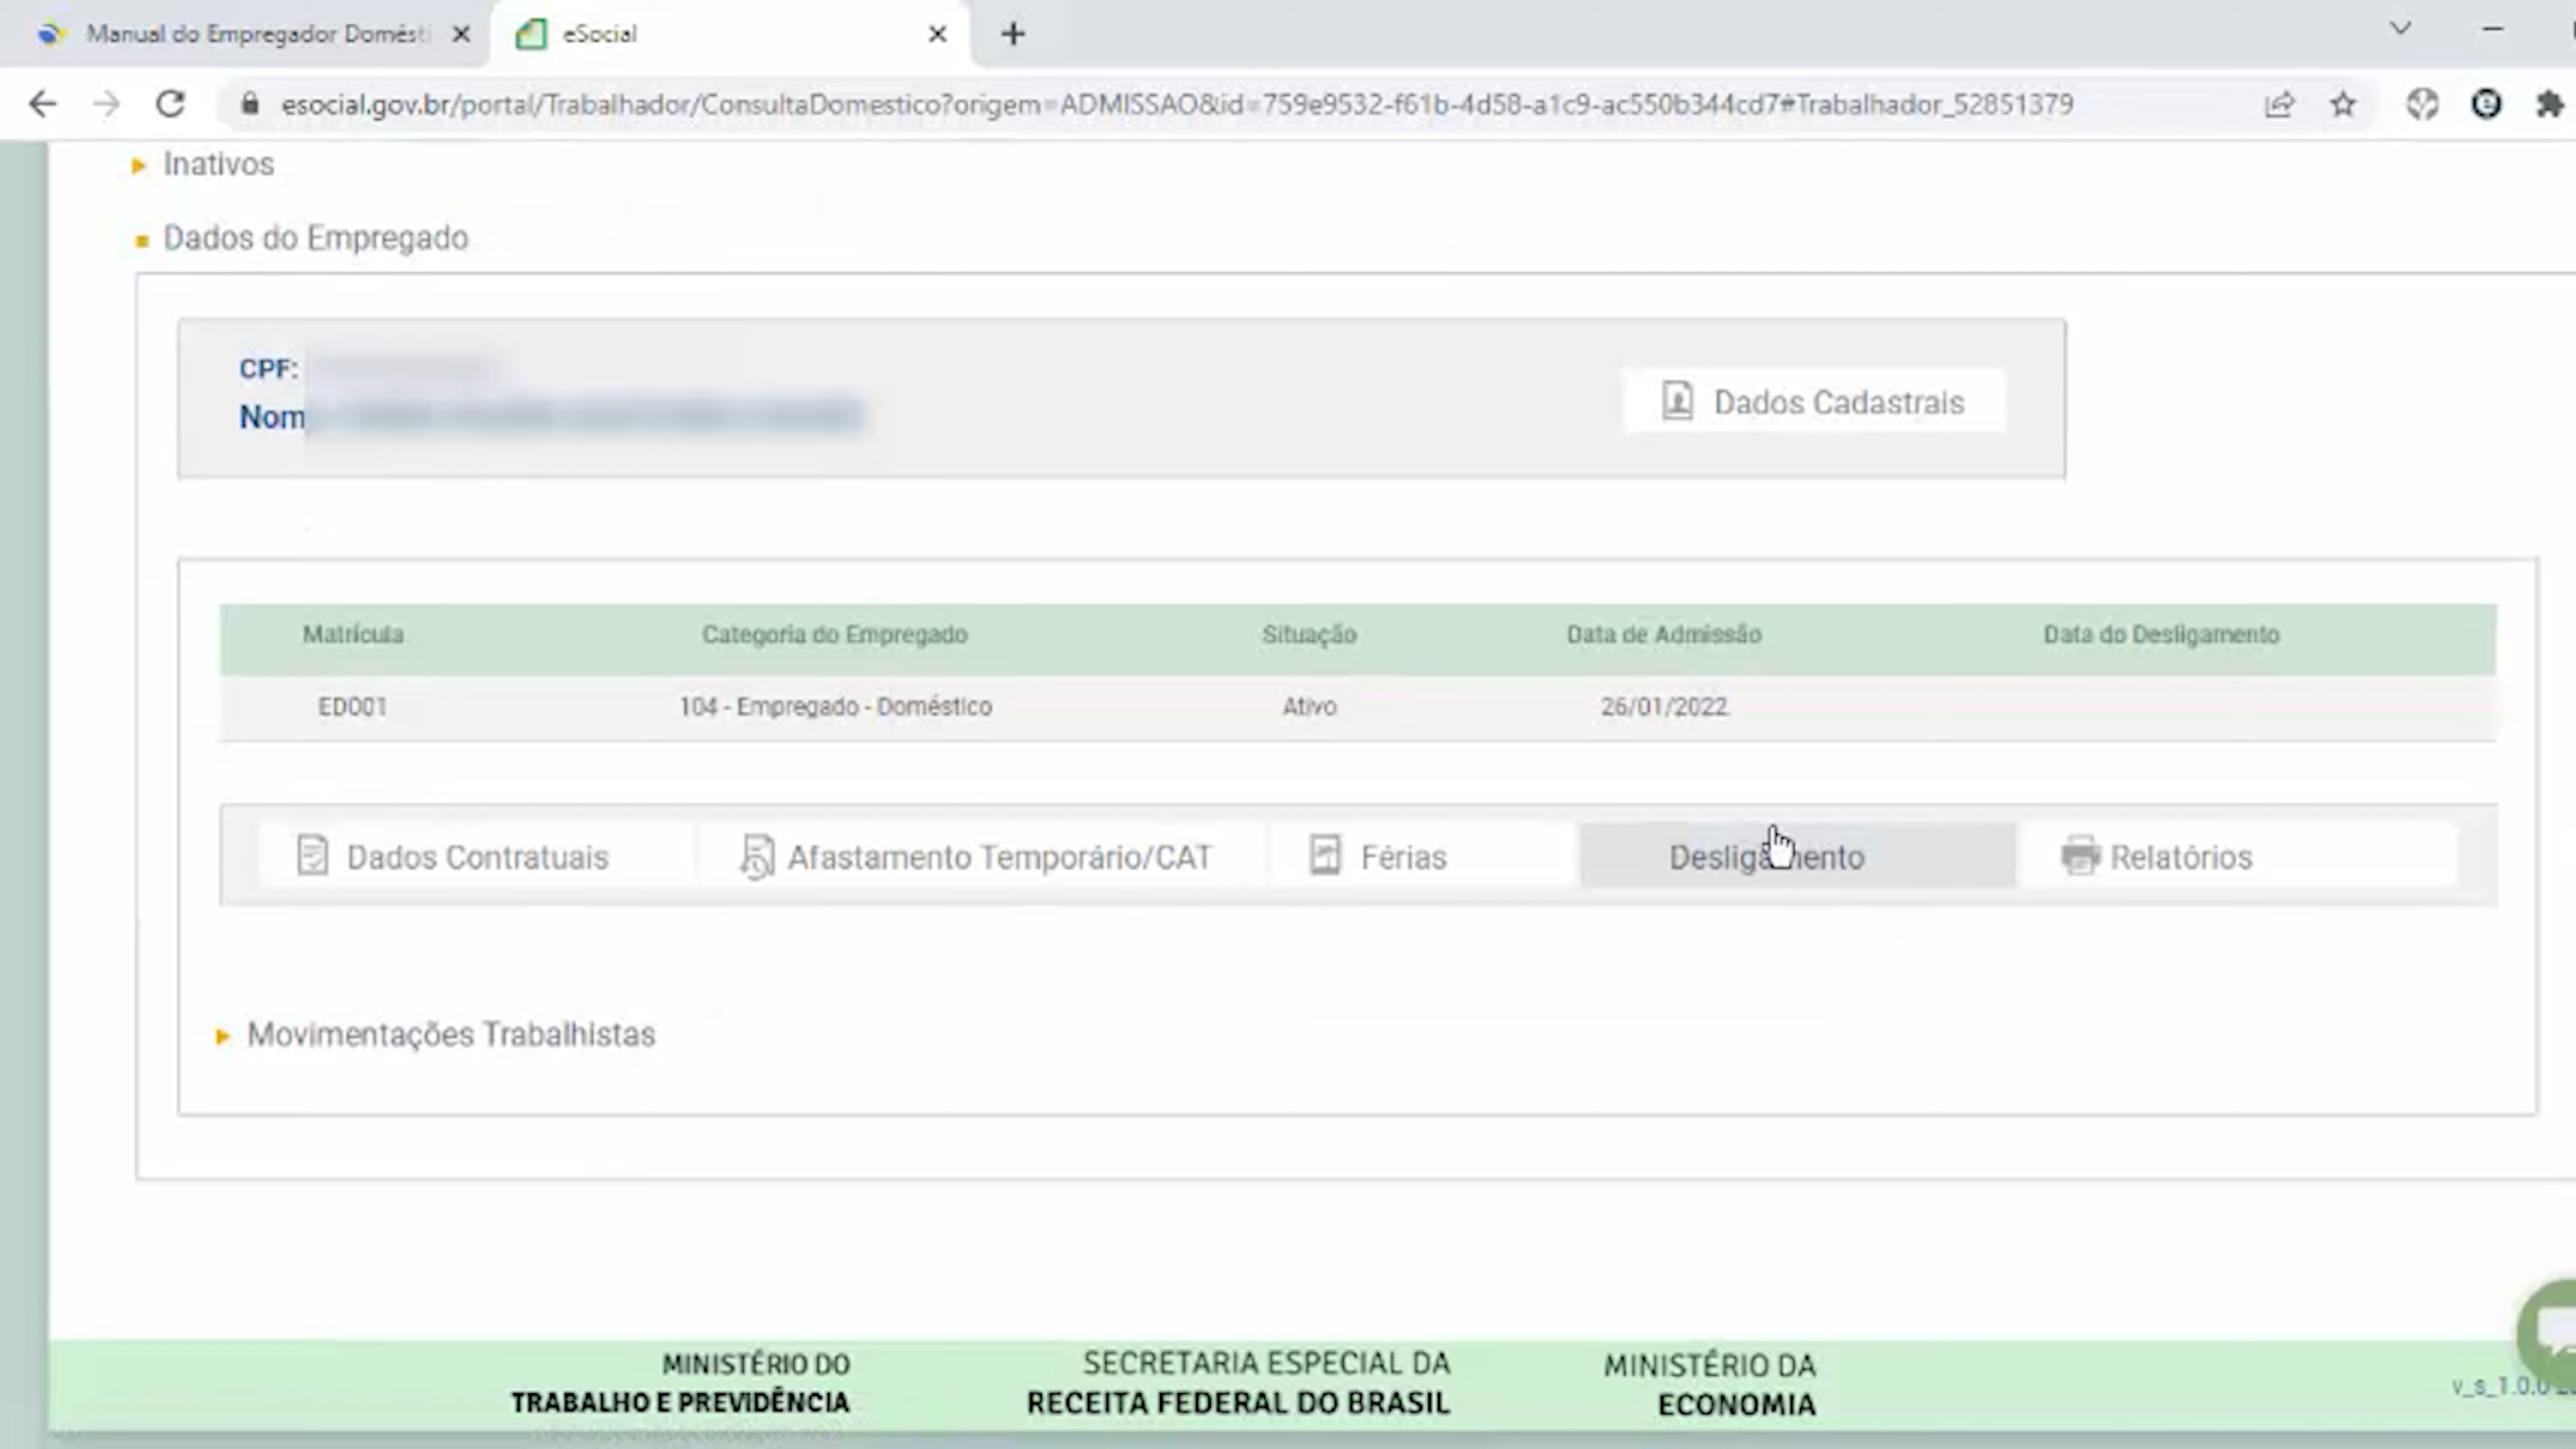 Manual do Empregador Domést
eSocial
esocial.gov.br/portal/Trabalhador/ConsultaDomestico?origem=ADMISSAO&id=759e9532-f61b-4d58-a1c9-ac550b344cd7#Trabalhador_52851379
Inativos
Dados do Empregado
CPF:
Nom
Dados Cadastrais
Matrícula Categoria do Empregado Situação Data de Admissão Data do Desligamento
ED001 104 - Empregado - Doméstico Ativo 26/01/2022
Dados Contratuais Afastamento Temporário/CAT Férias Desligamento Relatórios
Movimentações Trabalhistas
MINISTÉRIO DO
TRABALHO E PREVIDÊNCIA
SECRETARIA ESPECIAL DA
RECEITA FEDERAL DO BRASIL
MINISTÉRIO DA
ECONOMIA